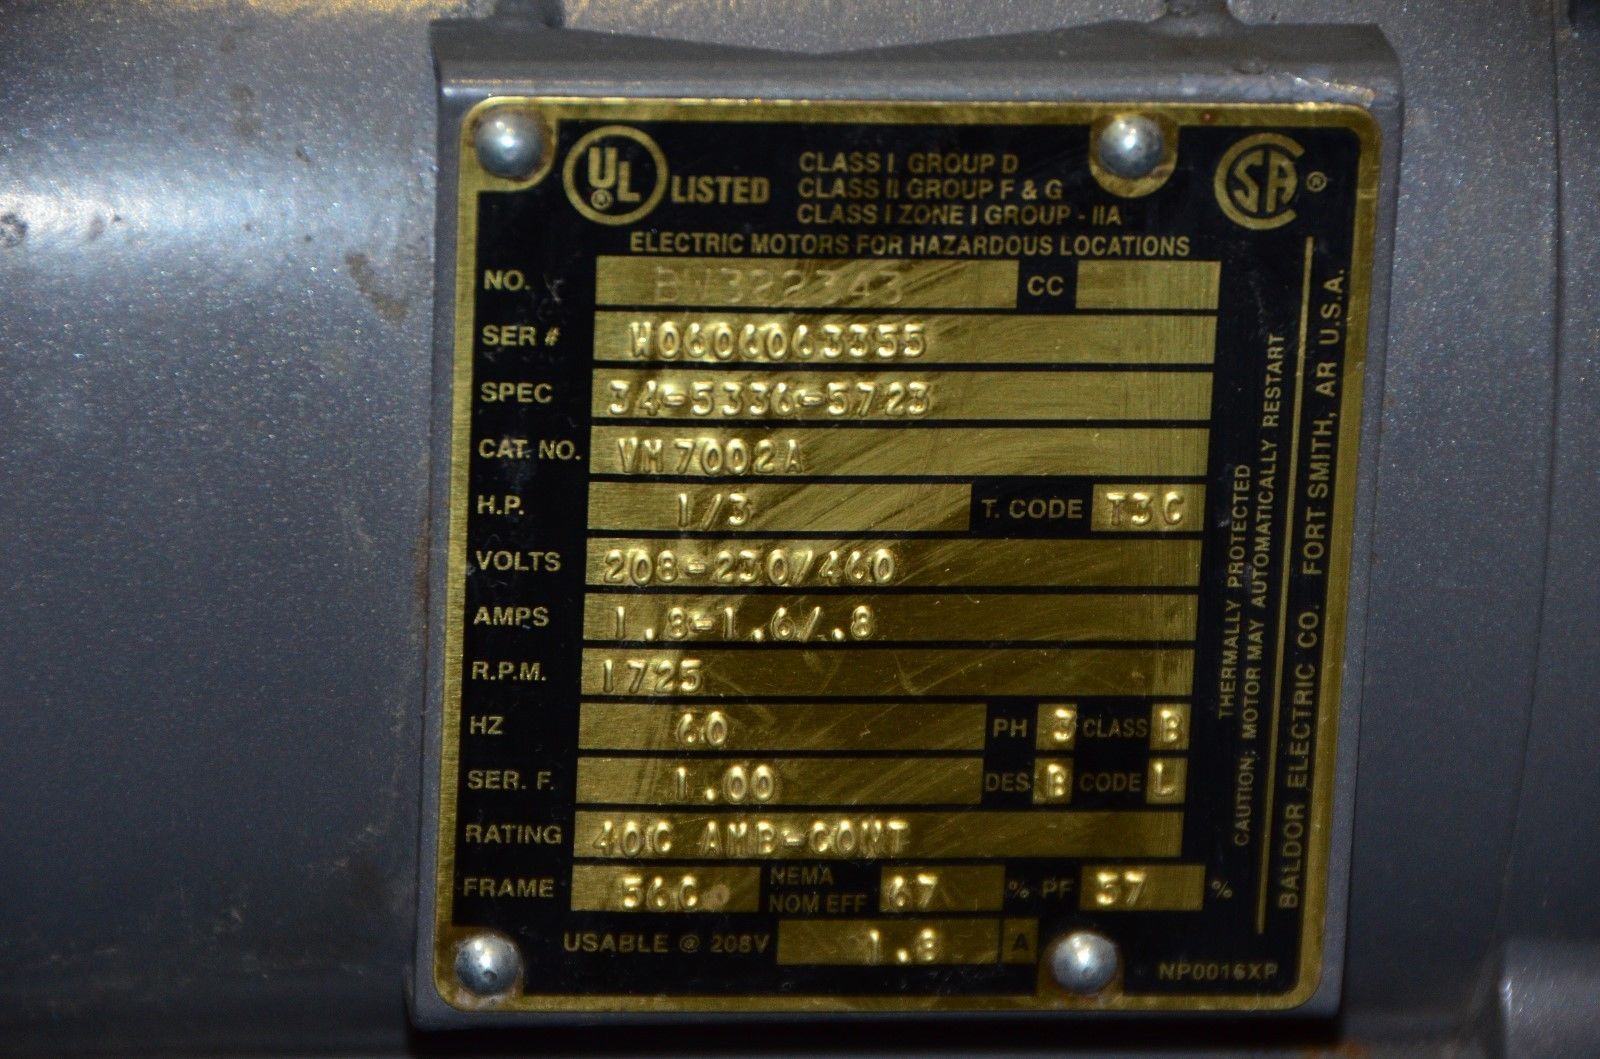 UL® LISTED
CLASS I GROUP D
CLASS II GROUP F & G
CLASS I ZONE I GROUP - IIA
SA ®
ELECTRIC MOTORS FOR HAZARDOUS LOCATIONS
NO. BV322343 CC
SER # W0606063355
SPEC 34-5336-5723
CAT. NO. VM7002A
H.P. 1/3 T. CODE T3C
VOLTS 208-230/460
AMPS 1.8-1.6/.8
R.P.M. 1725
HZ 60 PH 3 CLASS B
SER. F. 1.00 DES B CODE L
RATING 40C AMB-CONT
FRAME 56C NEMA NOM EFF 67 % PF 57 %
USABLE @ 208V 1.8 A
NP0016XP
THERMALLY PROTECTED
CAUTION: MOTOR MAY AUTOMATICALLY RESTART
BALDOR ELECTRIC CO. FORT SMITH, AR U.S.A.